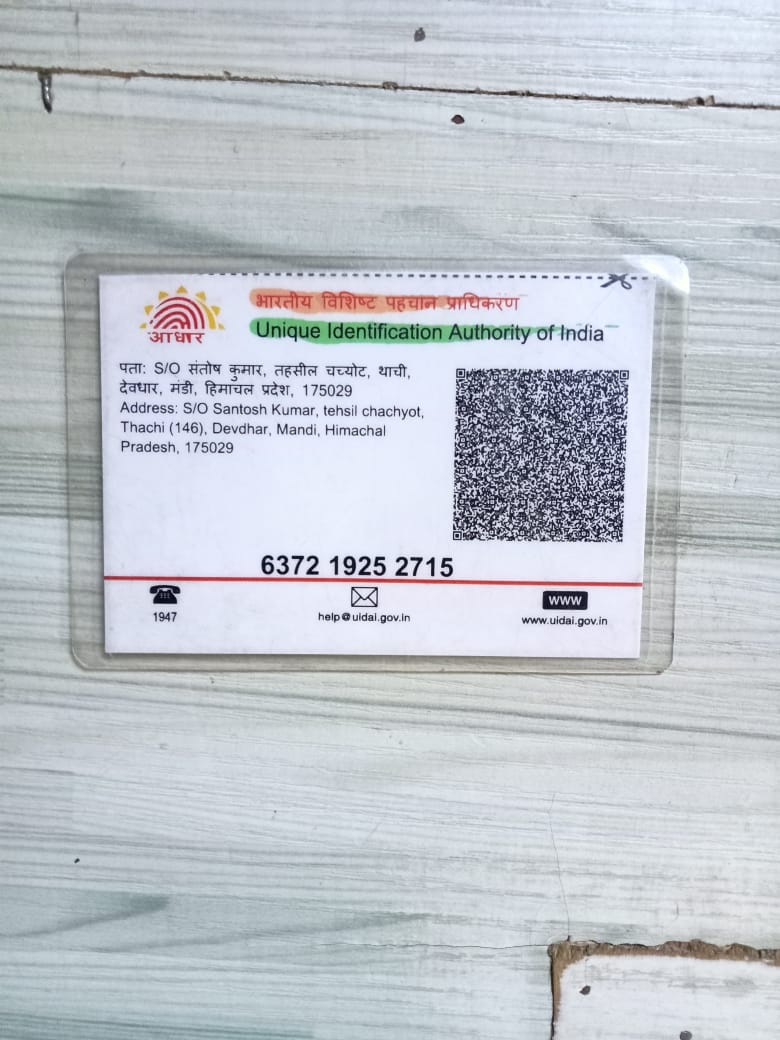 आधार
भारतीय विशिष्ट पहचान प्राधिकरण
Unique Identification Authority of India
पता: S/O संतोष कुमार, तहसील चच्योट, थाची,
देवधार, मंडी, हिमाचल प्रदेश, 175029
Address: S/O Santosh Kumar, tehsil chachyot,
Thachi (146), Devdhar, Mandi, Himachal
Pradesh, 175029
6372 1925 2715
1947
help@uidai.gov.in
WWW
www.uidai.gov.in